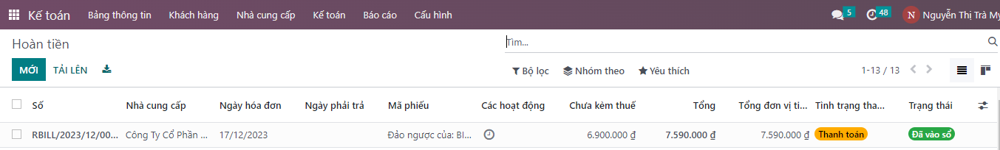 Kế toán Bảng thông tin Khách hàng Nhà cung cấp Kế toán Báo cáo Cấu hình 5 48 N Nguyễn Thị Trà My
Hoàn tiền Tìm...
MỚI TẢI LÊN Bộ lọc Nhóm theo Yêu thích 1-13 / 13
Số Nhà cung cấp Ngày hóa đơn Ngày phải trả Mã phiếu Các hoạt động Chưa kèm thuế Tổng Tổng đơn vị ti... Tình trạng tha... Trạng thái
RBILL/2023/12/00... Công Ty Cổ Phần ... 17/12/2023 Đảo ngược của: BI... 6.900.000 ₫ 7.590.000 ₫ 7.590.000 ₫ Thanh toán Đã vào sổ